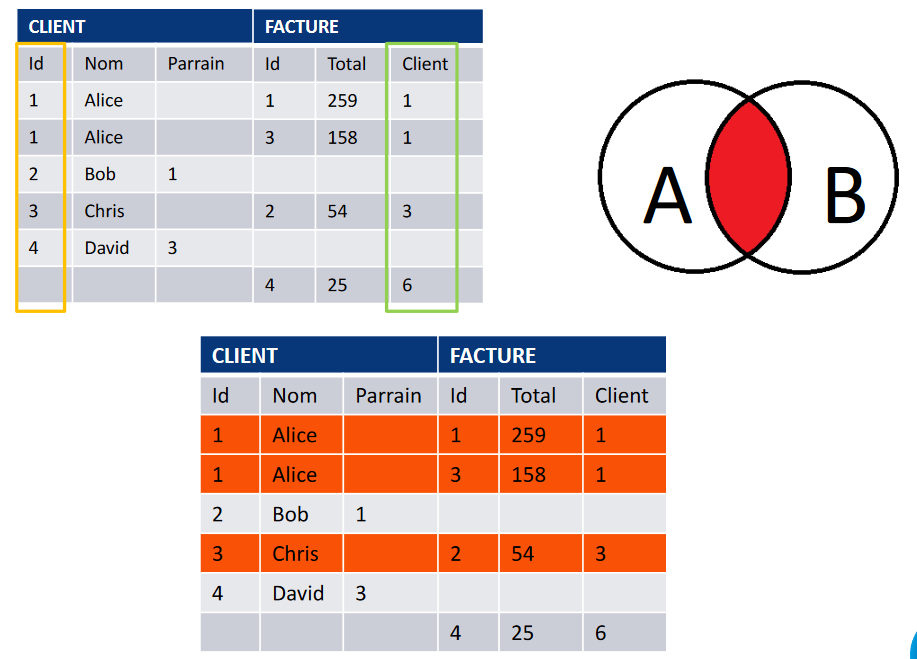 CLIENT FACTURE
Id Nom Parrain Id Total Client
1 Alice 1 259 1
1 Alice 3 158 1
2 Bob 1
3 Chris 2 54 3
4 David 3
4 25 6
A B
CLIENT FACTURE
Id Nom Parrain Id Total Client
1 Alice 1 259 1
1 Alice 3 158 1
2 Bob 1
3 Chris 2 54 3
4 David 3
4 25 6